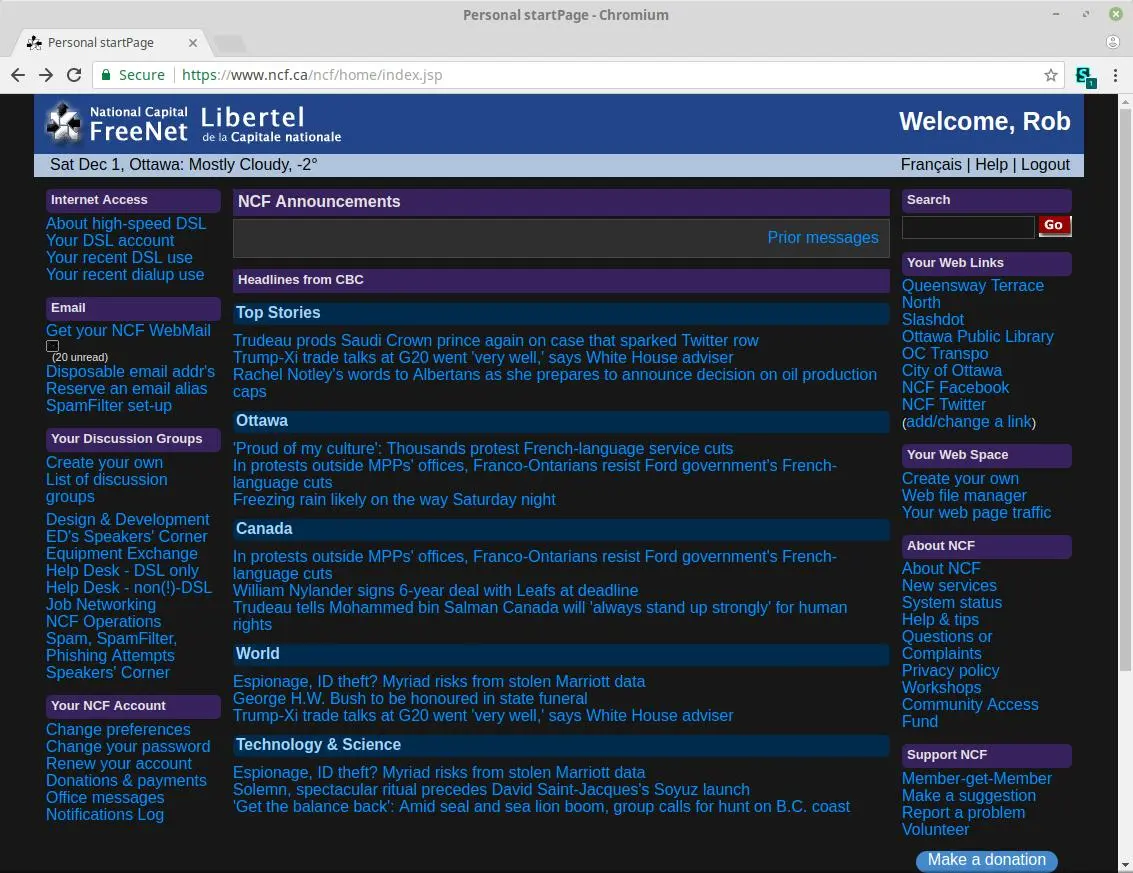 Personal startPage - Chromium
Personal startPage
Secure
https://www.ncf.ca/ncf/home/index.jsp
National Capital
FreeNet
Libertel
de la Capitale nationale
Welcome, Rob
Sat Dec 1, Ottawa: Mostly Cloudy, -2°
Français | Help | Logout
Internet Access
About high-speed DSL
Your DSL account
Your recent DSL use
Your recent dialup use
Email
Get your NCF WebMail
(20 unread)
Disposable email addr's
Reserve an email alias
SpamFilter set-up
Your Discussion Groups
Create your own
List of discussion
groups
Design & Development
ED's Speakers' Corner
Equipment Exchange
Help Desk - DSL only
Help Desk - non(!)-DSL
Job Networking
NCF Operations
Spam, SpamFilter,
Phishing Attempts
Speakers' Corner
Your NCF Account
Change preferences
Change your password
Renew your account
Donations & payments
Office messages
Notifications Log
NCF Announcements
Prior messages
Headlines from CBC
Top Stories
Trudeau prods Saudi Crown prince again on case that sparked Twitter row
Trump-Xi trade talks at G20 went 'very well,' says White House adviser
Rachel Notley's words to Albertans as she prepares to announce decision on oil production
caps
Ottawa
'Proud of my culture': Thousands protest French-language service cuts
In protests outside MPPs' offices, Franco-Ontarians resist Ford government's French-
language cuts
Freezing rain likely on the way Saturday night
Canada
In protests outside MPPs' offices, Franco-Ontarians resist Ford government's French-
language cuts
William Nylander signs 6-year deal with Leafs at deadline
Trudeau tells Mohammed bin Salman Canada will 'always stand up strongly' for human
rights
World
Espionage, ID theft? Myriad risks from stolen Marriott data
George H.W. Bush to be honoured in state funeral
Trump-Xi trade talks at G20 went 'very well,' says White House adviser
Technology & Science
Espionage, ID theft? Myriad risks from stolen Marriott data
Solemn, spectacular ritual precedes David Saint-Jacques's Soyuz launch
'Get the balance back': Amid seal and sea lion boom, group calls for hunt on B.C. coast
Search
Go
Your Web Links
Queensway Terrace
North
Slashdot
Ottawa Public Library
OC Transpo
City of Ottawa
NCF Facebook
NCF Twitter
(add/change a link)
Your Web Space
Create your own
Web file manager
Your web page traffic
About NCF
About NCF
New services
System status
Help & tips
Questions or
Complaints
Privacy policy
Workshops
Community Access
Fund
Support NCF
Member-get-Member
Make a suggestion
Report a problem
Volunteer
Make a donation
S
1